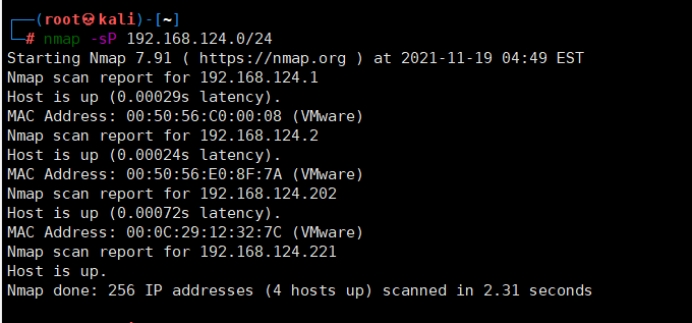 ┌──(root💀kali)-[~]
└─# nmap -sP 192.168.124.0/24
Starting Nmap 7.91 ( https://nmap.org ) at 2021-11-19 04:49 EST
Nmap scan report for 192.168.124.1
Host is up (0.00029s latency).
MAC Address: 00:50:56:C0:00:08 (VMware)
Nmap scan report for 192.168.124.2
Host is up (0.00024s latency).
MAC Address: 00:50:56:E0:8F:7A (VMware)
Nmap scan report for 192.168.124.202
Host is up (0.00072s latency).
MAC Address: 00:0C:29:12:32:7C (VMware)
Nmap scan report for 192.168.124.221
Host is up.
Nmap done: 256 IP addresses (4 hosts up) scanned in 2.31 seconds